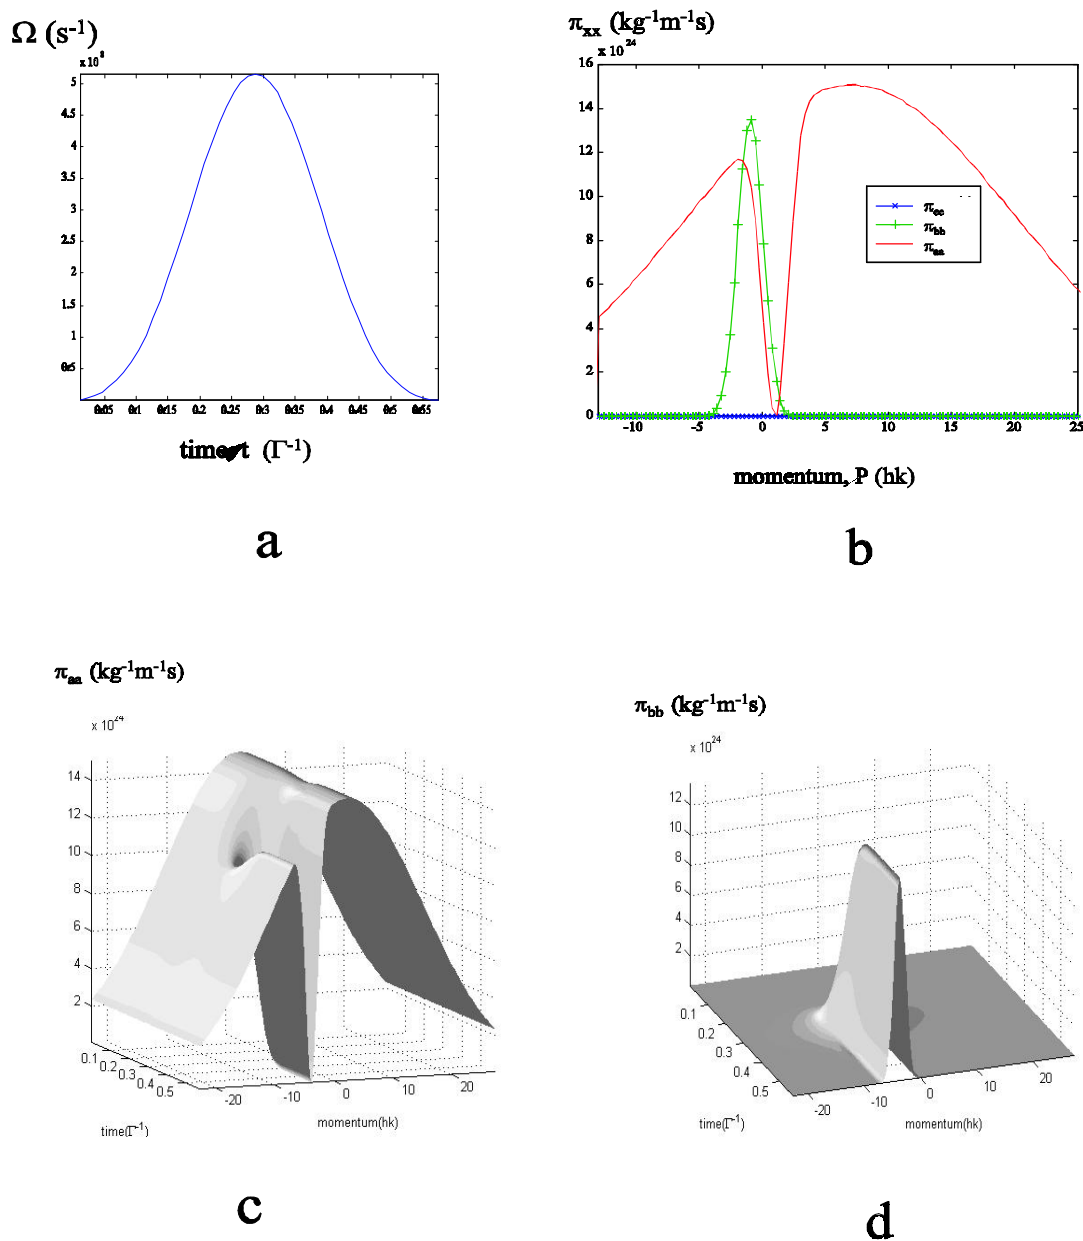 Ω (s-1)
x 10 8
5
4.5
4
3.5
3
2.5
2
1.5
1
0.5
0.05 0.1 0.15 0.2 0.25 0.3 0.35 0.4 0.45 0.5 0.55
time, t (Γ-1)
a
πxx (kg-1m-1s)
x 10 24
16
14
12
10
8
6
4
2
0
-10 -5 0 5 10 15 20 25
πcc
πbb
πaa
momentum, P (hk)
b
πaa (kg-1m-1s)
x 10 24
14
12
10
8
6
4
2
0.1
0.2
0.3
0.4
0.5
-20 -10 0 10 20
time(Γ-1)
momentum(hk)
c
πbb (kg-1m-1s)
x 10 24
12
10
8
6
4
2
0.1
0.2
0.3
0.4
0.5
-20 -10 0 10 20
time(Γ-1)
momentum(hk)
d